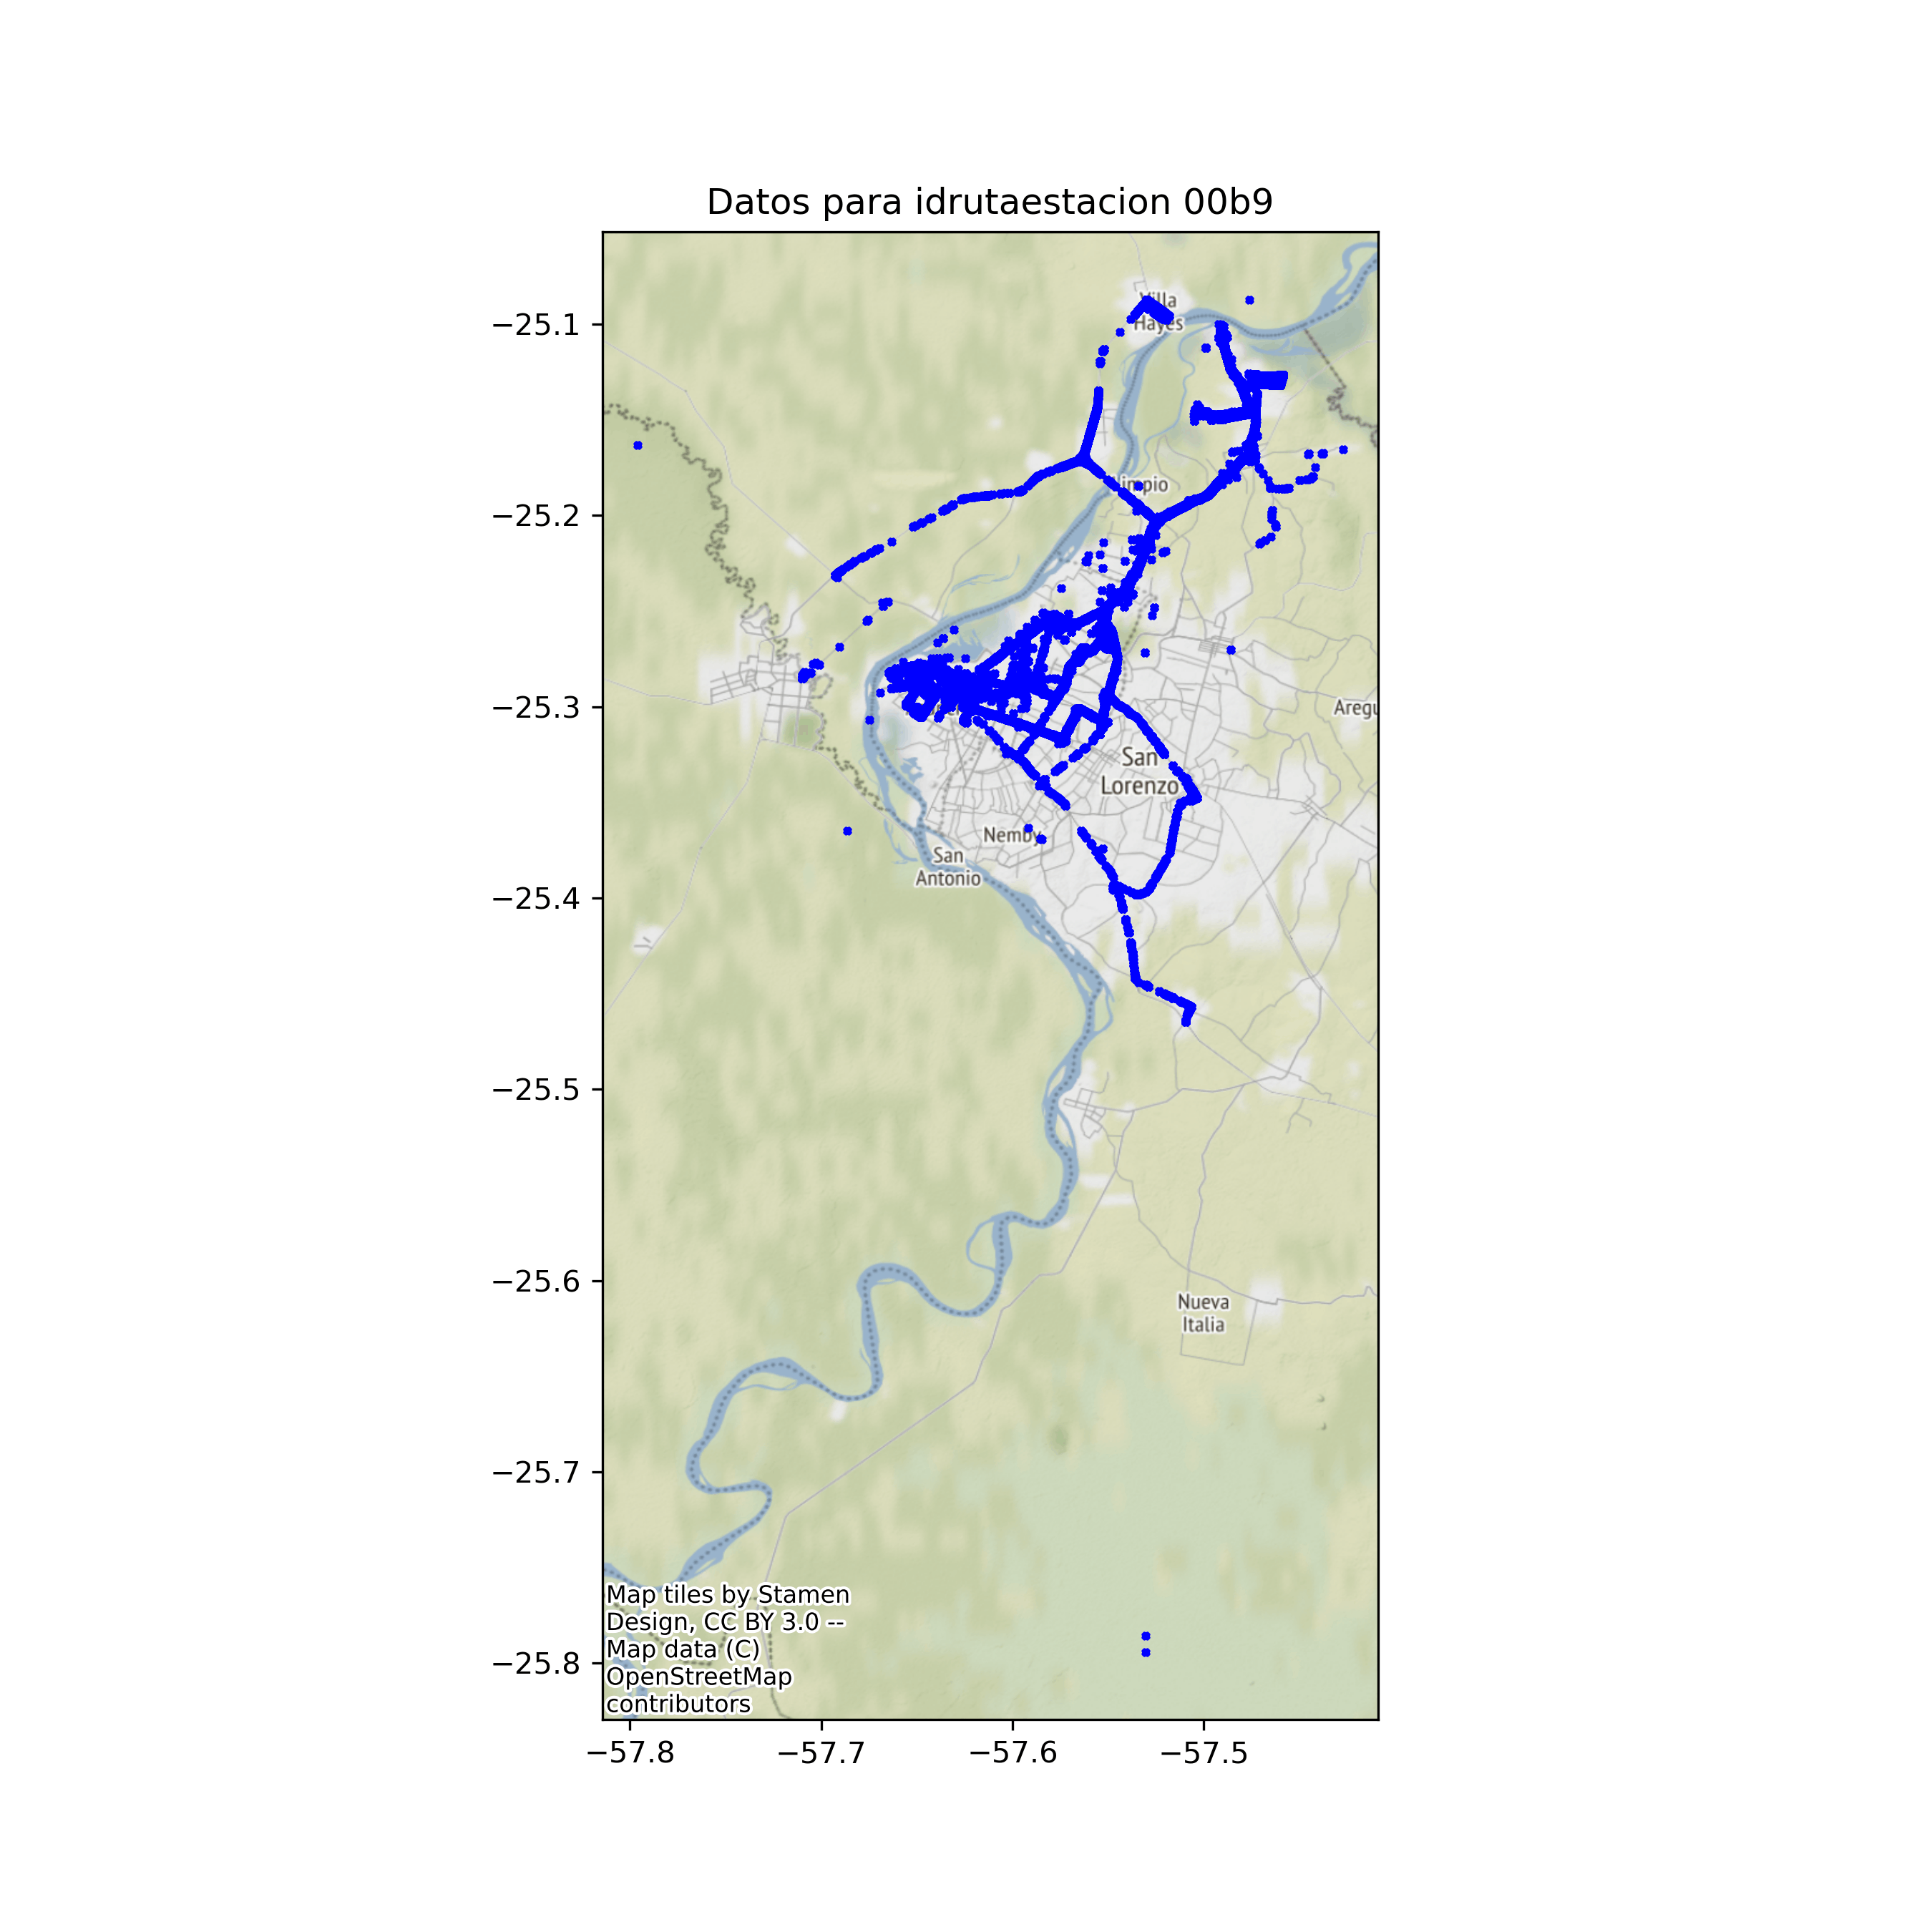 Datos para idrutaestacion 00b9
−25.1
−25.2
−25.3
−25.4
−25.5
−25.6
−25.7
−25.8
−57.8
−57.7
−57.6
−57.5
Villa
Hayes
Limpio
Aregu
San
Lorenzo
Nemby
San
Antonio
Nueva
Italia
Map tiles by Stamen
Design, CC BY 3.0 --
Map data (C)
OpenStreetMap
contributors